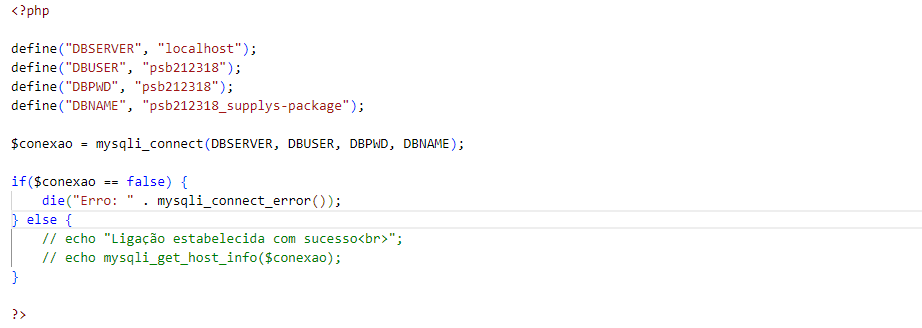 <?php
define("DBSERVER", "localhost");
define("DBUSER", "psb212318");
define("DBPWD", "psb212318");
define("DBNAME", "psb212318_supplys-package");
$conexao = mysqli_connect(DBSERVER, DBUSER, DBPWD, DBNAME);
if($conexao == false) {
    die("Erro: " . mysqli_connect_error());
} else {
    // echo "Ligação estabelecida com sucesso<br>";
    // echo mysqli_get_host_info($conexao);
}
?>